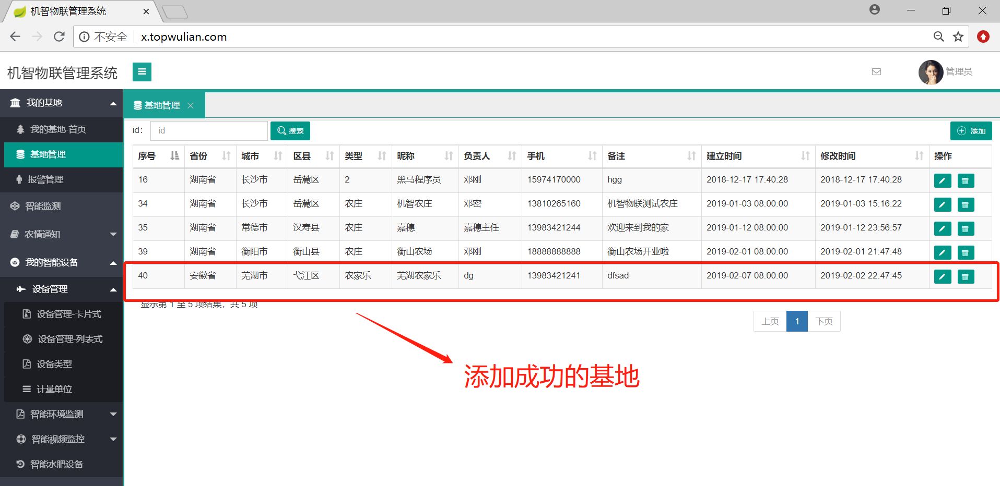 机智物联管理系统
不安全 x.topwulian.com
机智物联管理系统
管理员
我的基地
我的基地-首页
基地管理
报警管理
智能监测
农情通知
我的智能设备
设备管理
设备管理-卡片式
设备管理-列表式
设备类型
计量单位
智能环境监测
智能视频监控
智能水肥设备
基地管理
id： id 搜索 添加
序号 省份 城市 区县 类型 昵称 负责人 手机 备注 建立时间 修改时间 操作
16 湖南省 长沙市 岳麓区 2 黑马程序员 邓刚 15974170000 hgg 2018-12-17 17:40:28 2018-12-17 17:40:28
34 湖南省 长沙市 岳麓区 农庄 机智农庄 邓密 13810265160 机智物联测试农庄 2019-01-03 08:00:00 2019-01-03 15:16:22
35 湖南省 常德市 汉寿县 农庄 嘉穗 嘉穗主任 13983421244 欢迎来到我的家 2019-01-12 08:00:00 2019-01-12 23:56:57
39 湖南省 衡阳市 衡山县 农庄 衡山农场 邓刚 18888888888 衡山农场开业啦 2019-02-01 08:00:00 2019-02-01 21:47:48
40 安徽省 芜湖市 弋江区 农家乐 芜湖农家乐 dg 13983421241 dfsad 2019-02-07 08:00:00 2019-02-02 22:47:45
显示第 1 至 5 项结果，共 5 项
上页 1 下页
添加成功的基地